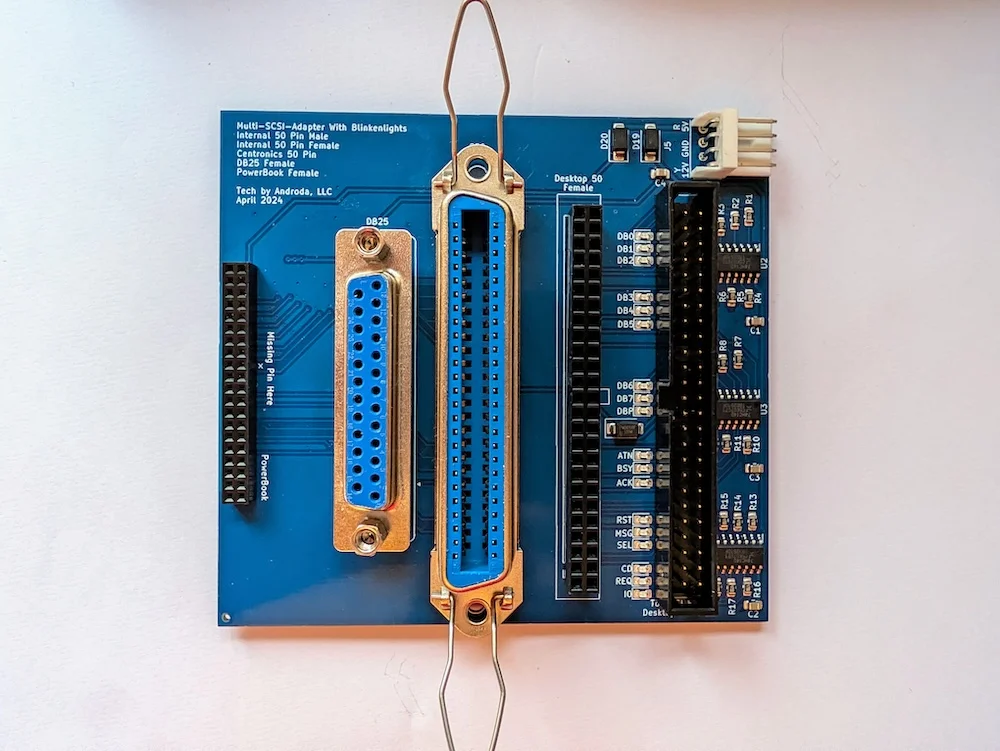 Multi-SCSI-Adapter With Blinkenlights
Internal 50 Pin Male
Internal 50 Pin Female
Centronics 50 Pin
DB25 Female
PowerBook Female
Tech by Androda, LLC
April 2024
DB25
Missing Pin Here
x
PowerBook
Desktop 50
Female
D20
D19
J5
R
5V
GND
12V
Y
C4
R3
R2
R1
U2
R6
R5
R4
C1
R8
R7
U3
R11
R10
C3
R15
R14
R13
R17
R16
C2
DB0
DB1
DB2
DB3
DB4
DB5
DB6
DB7
DBP
ATN
BSY
ACK
RST
MSG
SEL
CD
REQ
IO